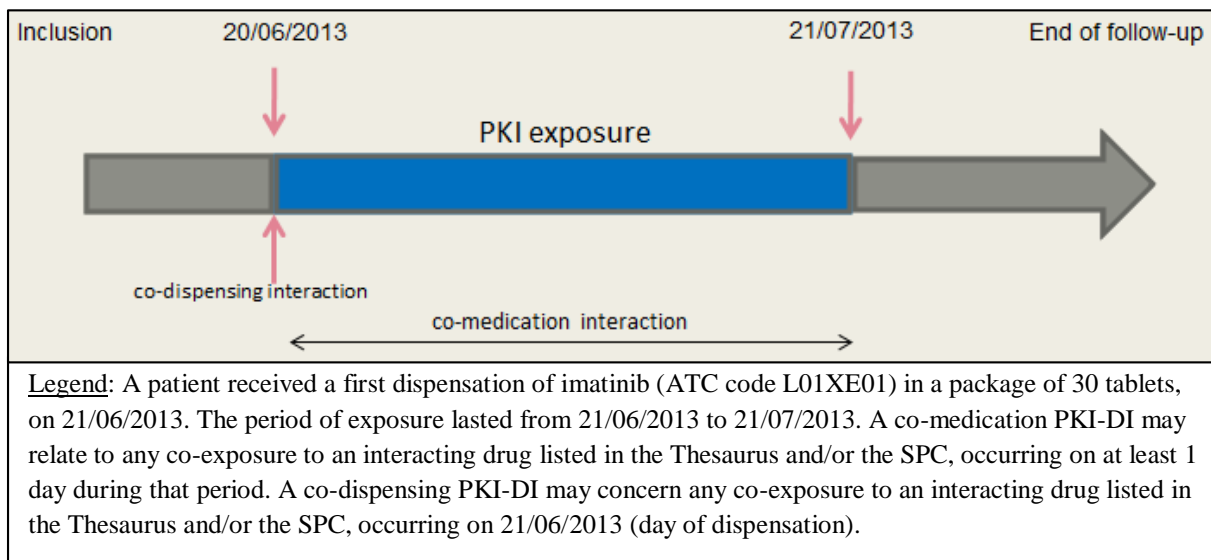 Inclusion 20/06/2013 21/07/2013 End of follow-up
PKI exposure
co-dispensing interaction
co-medication interaction
Legend: A patient received a first dispensation of imatinib (ATC code L01XE01) in a package of 30 tablets,
on 21/06/2013. The period of exposure lasted from 21/06/2013 to 21/07/2013. A co-medication PKI-DI may
relate to any co-exposure to an interacting drug listed in the Thesaurus and/or the SPC, occurring on at least 1
day during that period. A co-dispensing PKI-DI may concern any co-exposure to an interacting drug listed in
the Thesaurus and/or the SPC, occurring on 21/06/2013 (day of dispensation).